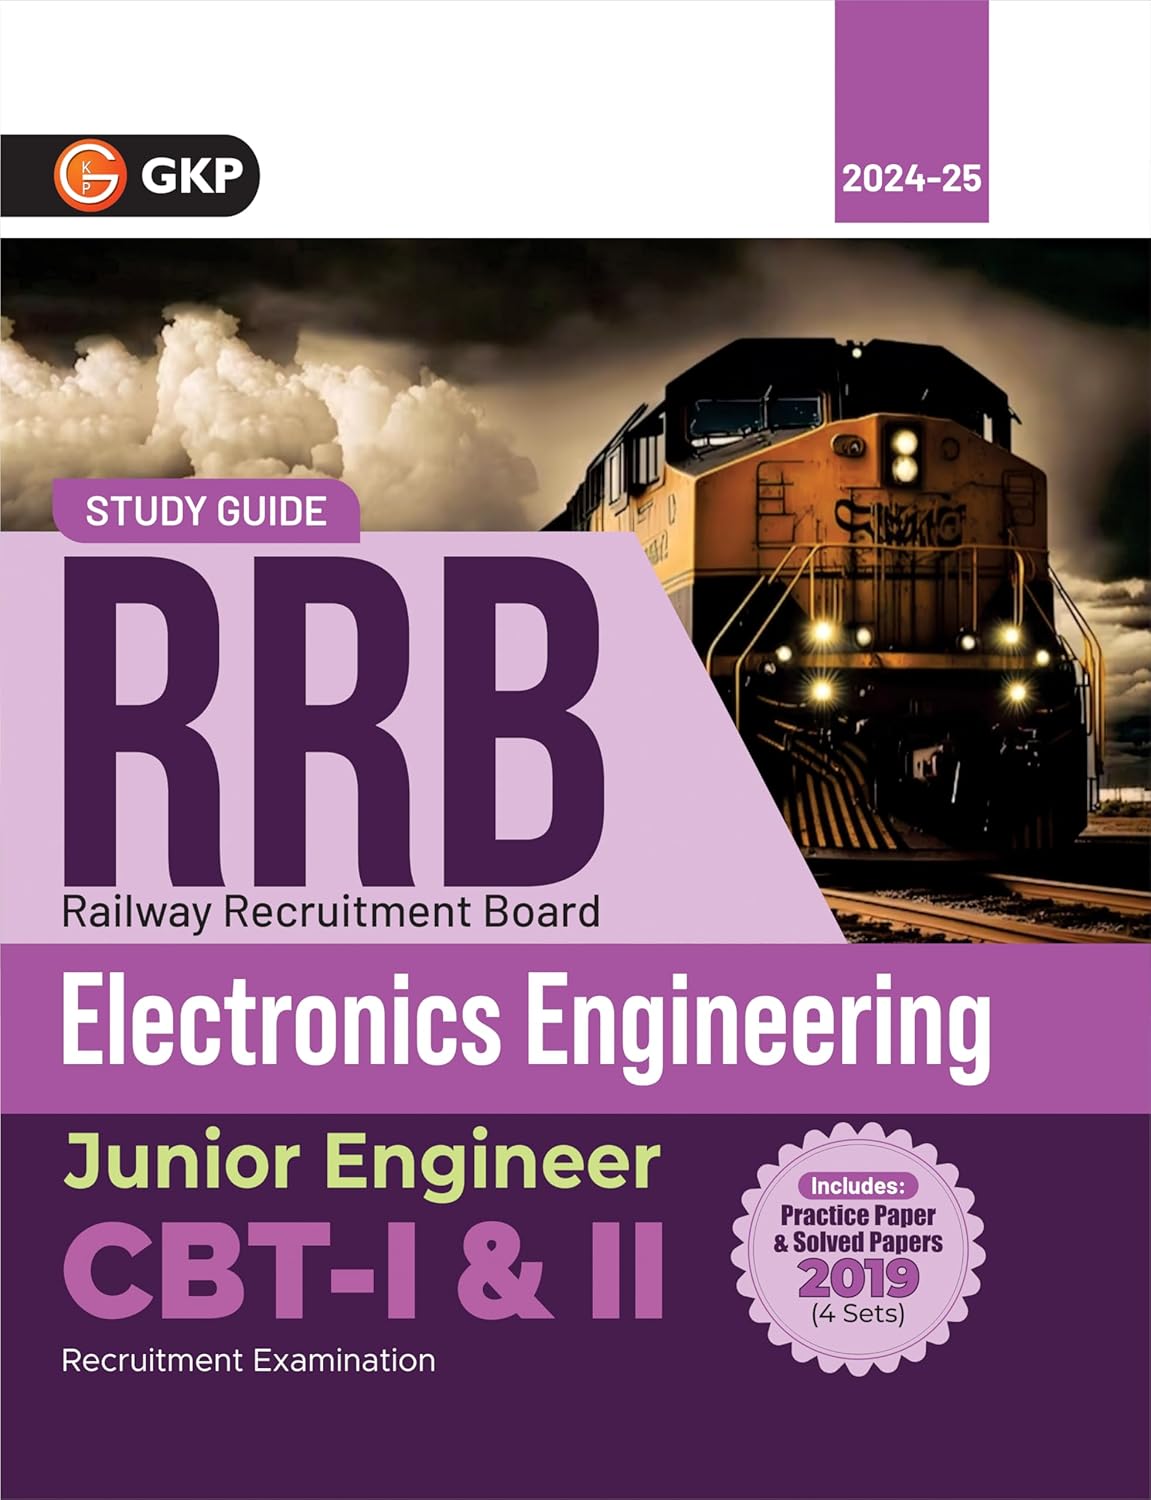 GKP
2024-25
STUDY GUIDE
RRB
Railway Recruitment Board
Electronics Engineering
Junior Engineer
CBT-I & II
Recruitment Examination
Includes:
Practice Paper
& Solved Papers
2019
(4 Sets)